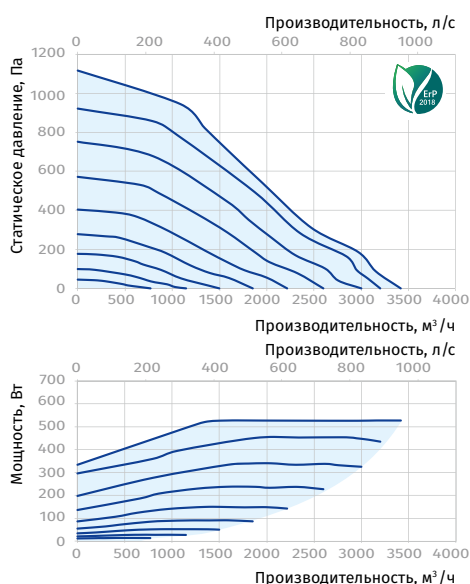 Производительность, л/с
0 200 400 600 800 1000
Статическое давление, Па
1200
1000
800
600
400
200
0
ErP
2018
0 500 1000 1500 2000 2500 3000 3500 4000
Производительность, м³/ч
Производительность, л/с
0 200 400 600 800 1000
Мощность, Вт
700
600
500
400
300
200
100
0
0 500 1000 1500 2000 2500 3000 3500 4000
Производительность, м³/ч